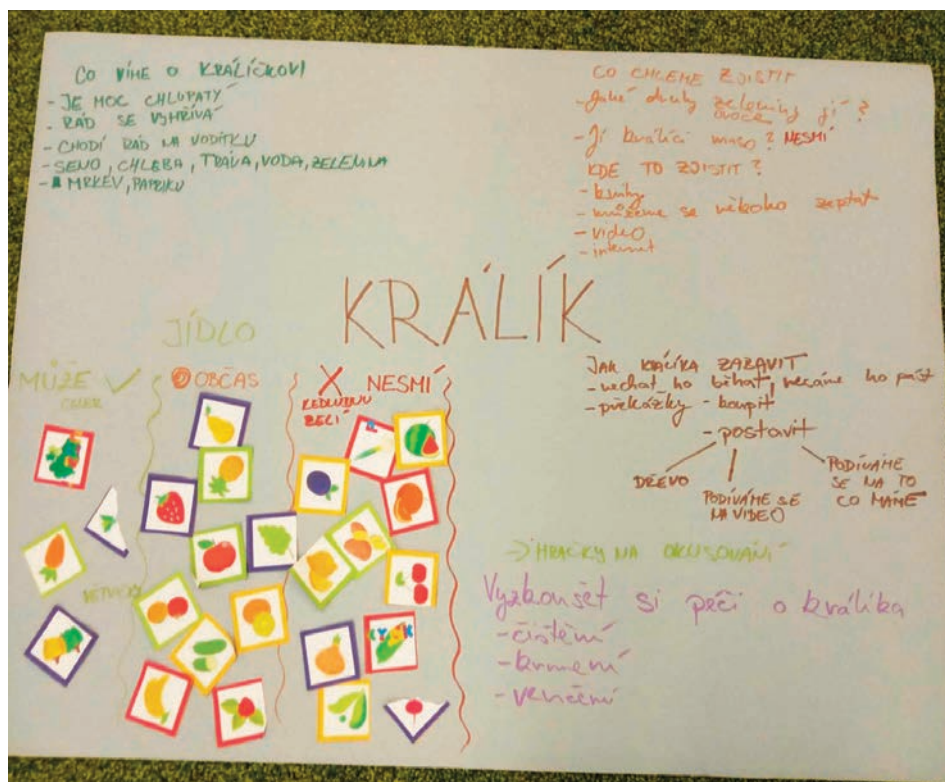 CO VÍME O KRÁLÍČKOVI
- JE MOC CHLUPATÝ
- RÁD SE VYHŘÍVÁ
- CHODÍ RÁD NA VODÍTKU
- SENO, CHLEBA, TRÁVA, VODA, ZELENINA
- MRKEV, PAPRIKU
CO CHCEME ZJISTIT
- Jaké druhy zeleniny jí ?
ovoce
- Jí králíci maso ? NESMÍ
KDE TO ZJISTIT ?
- knihy
- můžeme se někoho zeptat
- video
- internet
KRÁLÍK
JÍDLO
MŮŽE ✓
OBČAS
X NESMÍ
KEDLUBNU
ZELÍ
VĚTVIČKY
JAK KRÁLÍKA ZABAVIT
- nechat ho běhat, necháme ho pást
- překážky - koupit
- postavit
DŘEVO
PODÍVÁME SE
NA VIDEO
PODÍVÁME
SE NA TO
CO MÁME
→ HRAČKY NA OKUSOVÁNÍ
Vyzkoušet si péči o králíka
- čištění
- krmení
- venčení